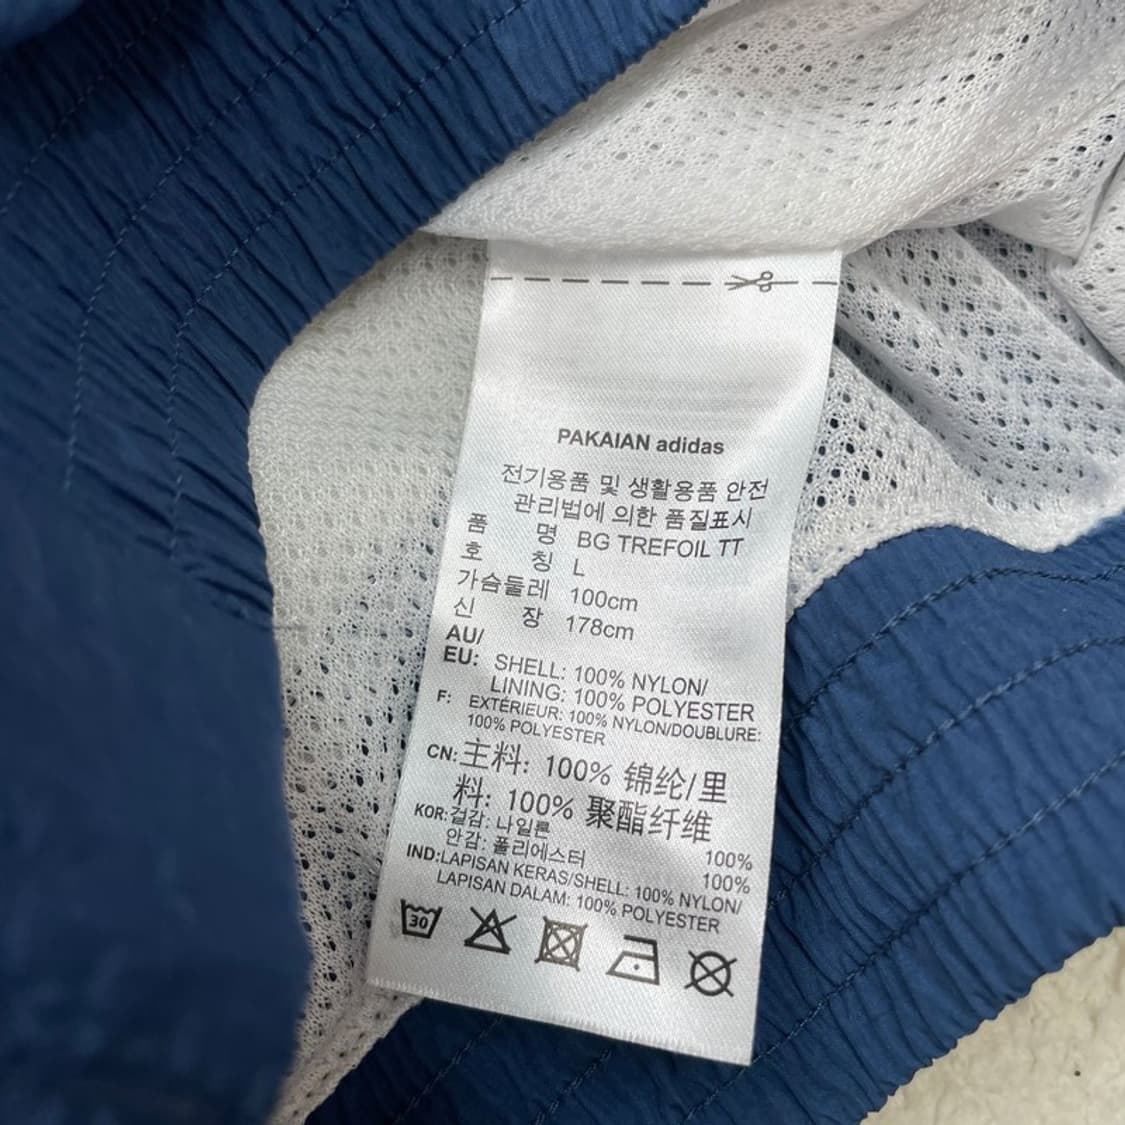 PAKAIAN adidas
전기용품 및 생활용품 안전
관리법에 의한 품질표시
품 명 BG TREFOIL TT
호 칭 L
가슴둘레 100cm
신 장 178cm
AU/
EU: SHELL: 100% NYLON/
LINING: 100% POLYESTER
F: EXTÉRIEUR: 100% NYLON/DOUBLURE:
100% POLYESTER
CN: 主料: 100% 锦纶/里
料: 100% 聚酯纤维
KOR: 겉감: 나일론 100%
안감: 폴리에스터 100%
IND: LAPISAN KERAS/SHELL: 100% NYLON/
LAPISAN DALAM: 100% POLYESTER
30